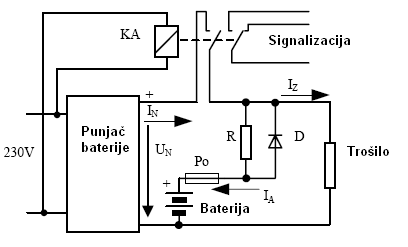 KA
Signalizacija
+
I_N
I_Z
Punjač
baterije
230V
U_N
R
D
Trošilo
Po
+
I_A
Baterija